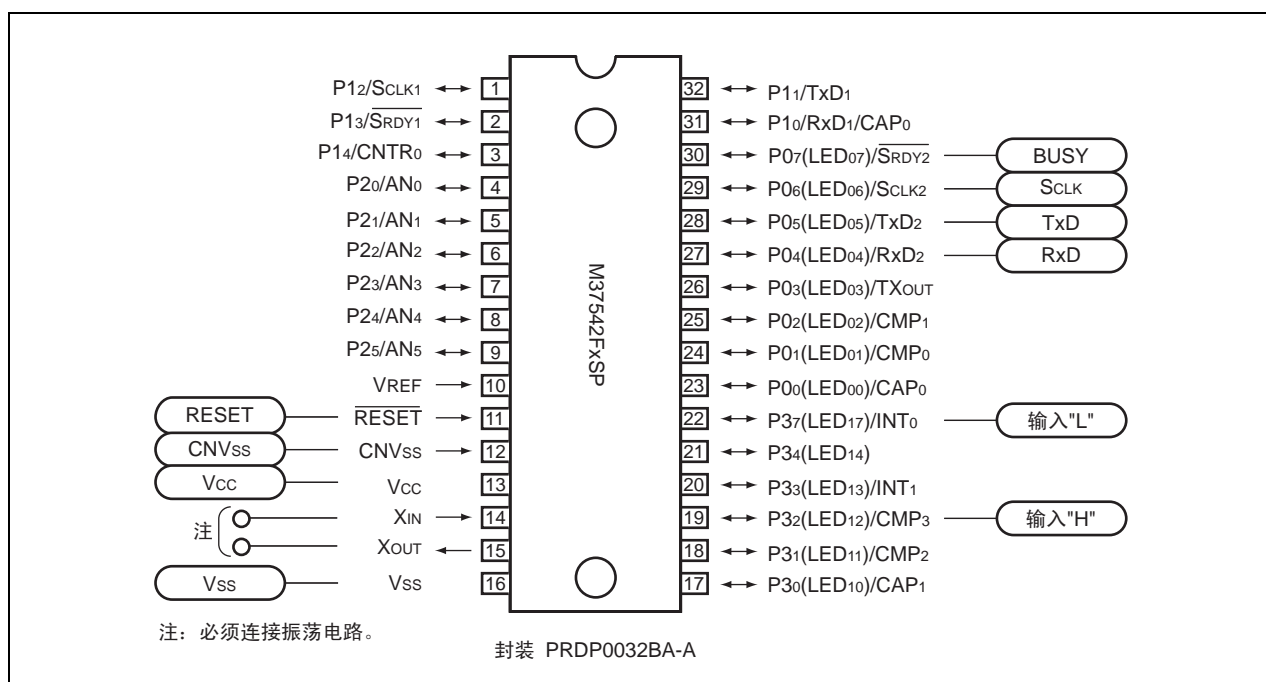 P12/SCLK1 1
P13/SRDY1 2
P14/CNTR0 3
P20/AN0 4
P21/AN1 5
P22/AN2 6
P23/AN3 7
P24/AN4 8
P25/AN5 9
VREF 10
RESET RESET 11
CNVSS CNVSS 12
VCC VCC 13
注 XIN 14
XOUT 15
VSS VSS 16
M37542FxSP
32 P11/TxD1
31 P10/RxD1/CAP0
30 P07(LED07)/SRDY2 BUSY
29 P06(LED06)/SCLK2 SCLK
28 P05(LED05)/TxD2 TxD
27 P04(LED04)/RxD2 RxD
26 P03(LED03)/TXOUT
25 P02(LED02)/CMP1
24 P01(LED01)/CMP0
23 P00(LED00)/CAP0
22 P37(LED17)/INT0 输入"L"
21 P34(LED14)
20 P33(LED13)/INT1
19 P32(LED12)/CMP3 输入"H"
18 P31(LED11)/CMP2
17 P30(LED10)/CAP1
注：必须连接振荡电路。
封装 PRDP0032BA-A